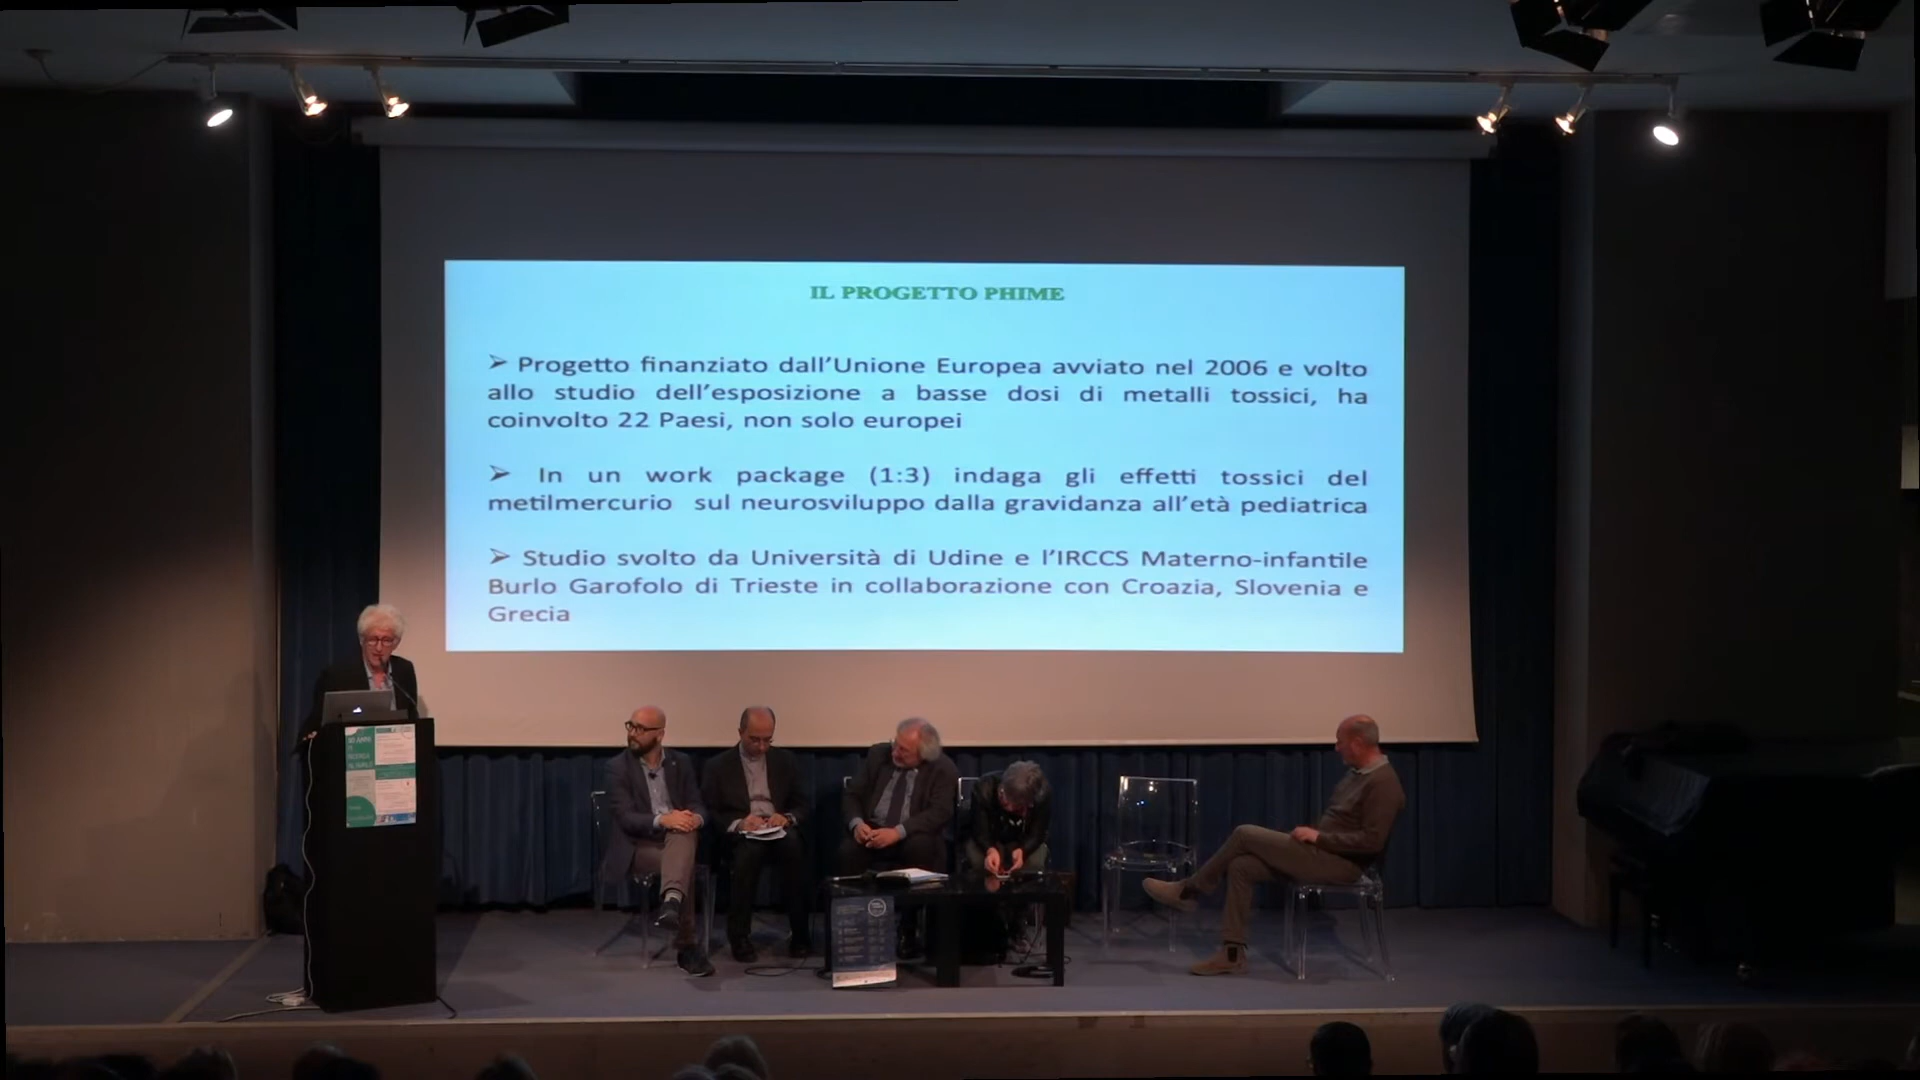 IL PROGETTO PHIME
➢ Progetto finanziato dall’Unione Europea avviato nel 2006 e volto
allo studio dell’esposizione a basse dosi di metalli tossici, ha
coinvolto 22 Paesi, non solo europei
➢ In un work package (1:3) indaga gli effetti tossici del
metilmercurio sul neurosviluppo dalla gravidanza all’età pediatrica
➢ Studio svolto da Università di Udine e l’IRCCS Materno-infantile
Burlo Garofolo di Trieste in collaborazione con Croazia, Slovenia e
Grecia